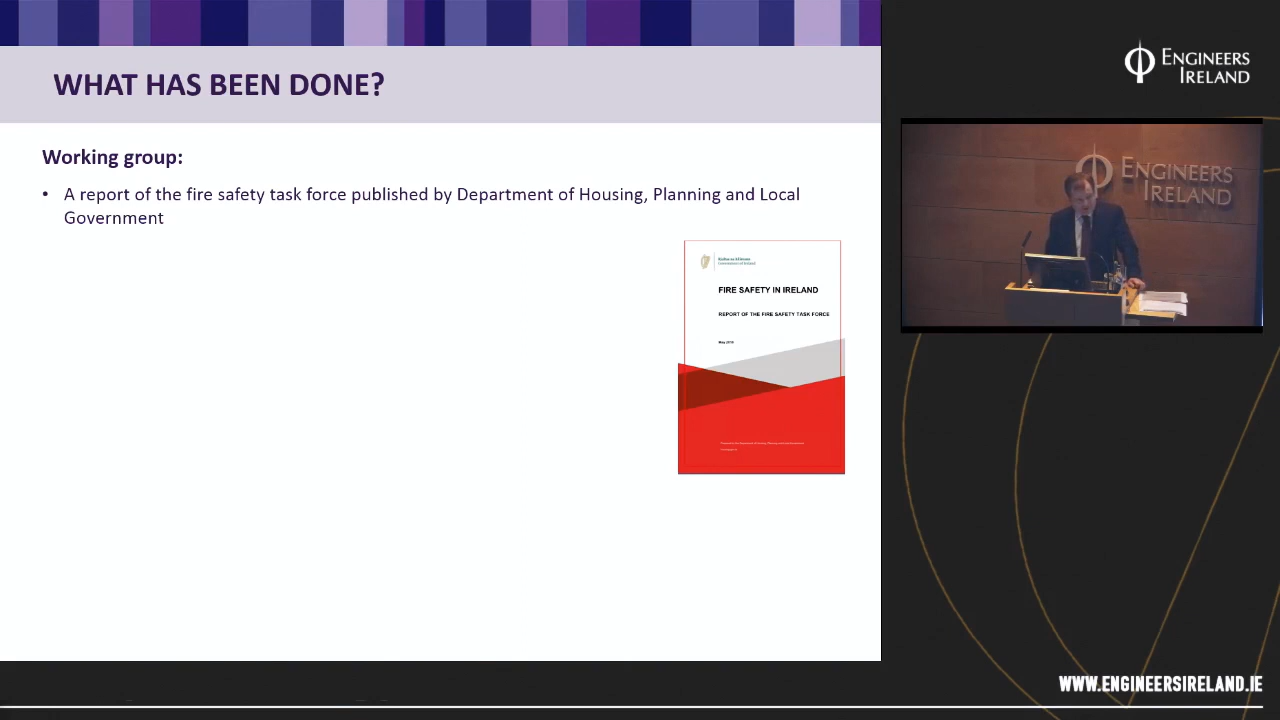 WHAT HAS BEEN DONE?
Working group:
• A report of the fire safety task force published by Department of Housing, Planning and Local
Government
FIRE SAFETY IN IRELAND
REPORT OF THE FIRE SAFETY TASK FORCE
ENGINEERS
IRELAND
ENGINEERS
IRELAND
WWW.ENGINEERSIRELAND.IE